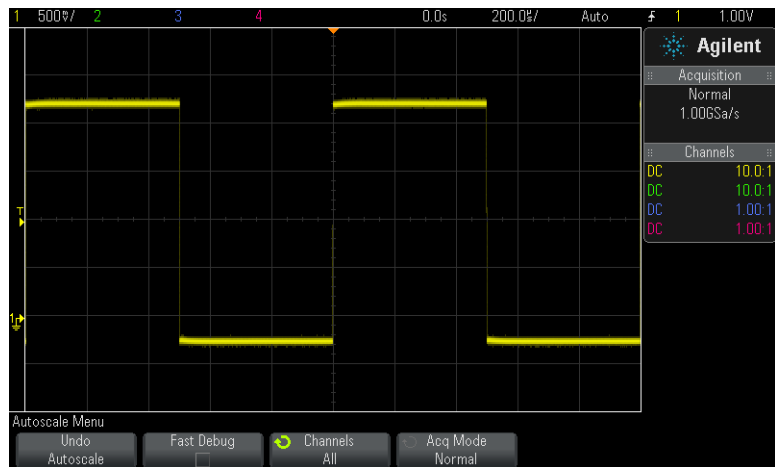 1 500V/ 2 3 4 0.0s 200.0µs/ Auto 1 1.00V
Agilent
Acquisition
Normal
1.00GSa/s
Channels
DC 10.0:1
DC 10.0:1
DC 1.00:1
DC 1.00:1
T
1
Autoscale Menu
Undo
Autoscale
Fast Debug
Channels
All
Acq Mode
Normal